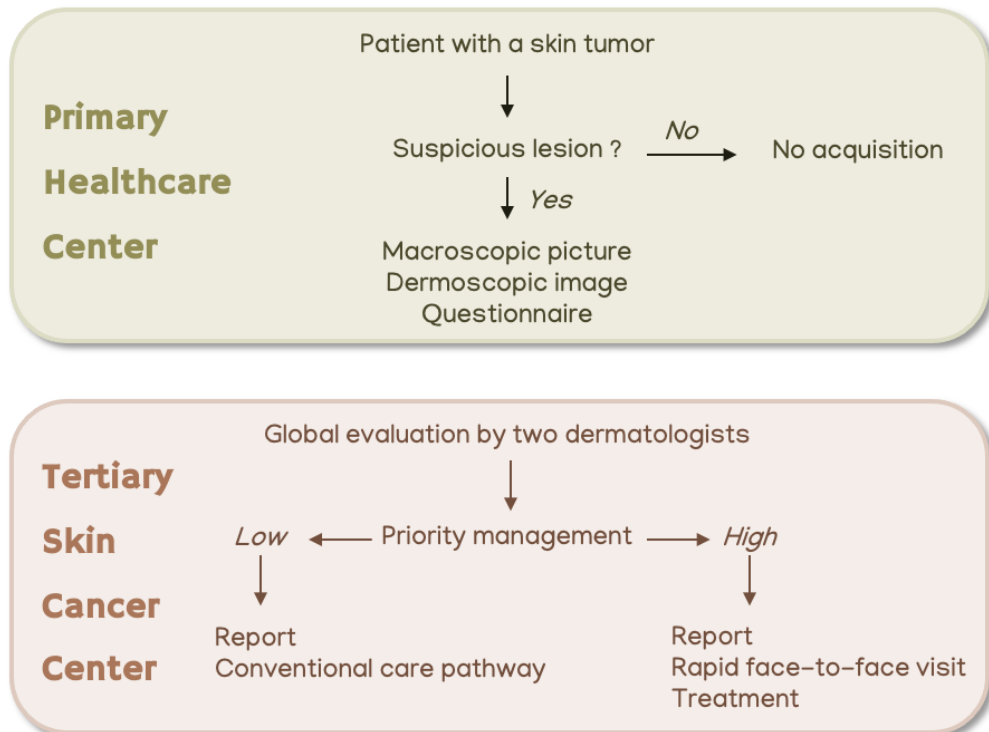 Patient with a skin tumor
Primary
Healthcare
Center
Suspicious lesion ?
No
No acquisition
Yes
Macroscopic picture
Dermoscopic image
Questionnaire
Global evaluation by two dermatologists
Tertiary
Skin
Cancer
Center
Low
Priority management
High
Report
Conventional care pathway
Report
Rapid face-to-face visit
Treatment